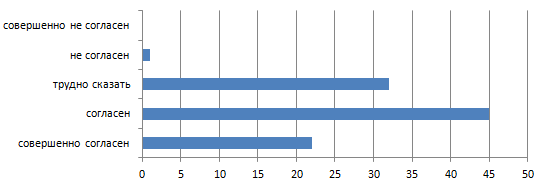 совершенно не согласен
не согласен
трудно сказать
согласен
совершенно согласен
0 5 10 15 20 25 30 35 40 45 50